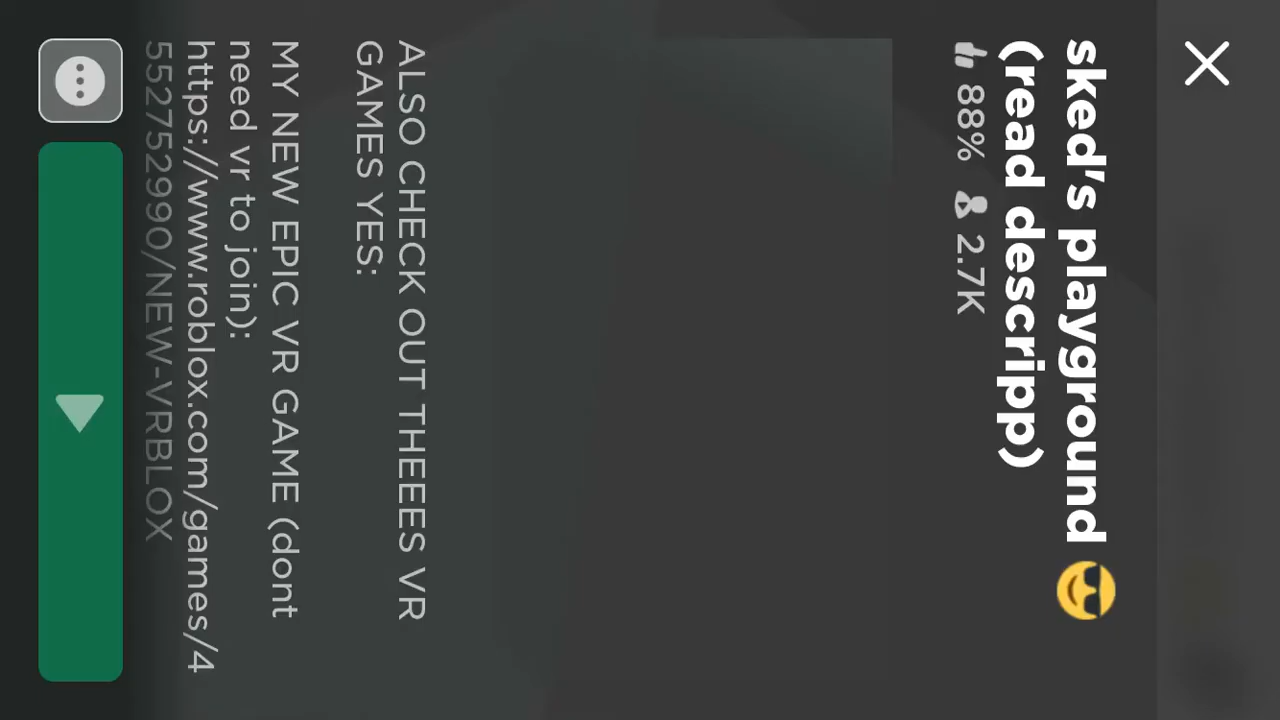 sked's playground 😎
(read descripp)
88% 2.7K
ALSO CHECK OUT THEEES VR
GAMES YES:
MY NEW EPIC VR GAME (dont
need vr to join):
https://www.roblox.com/games/4
552752990/NEW-VRBLOX